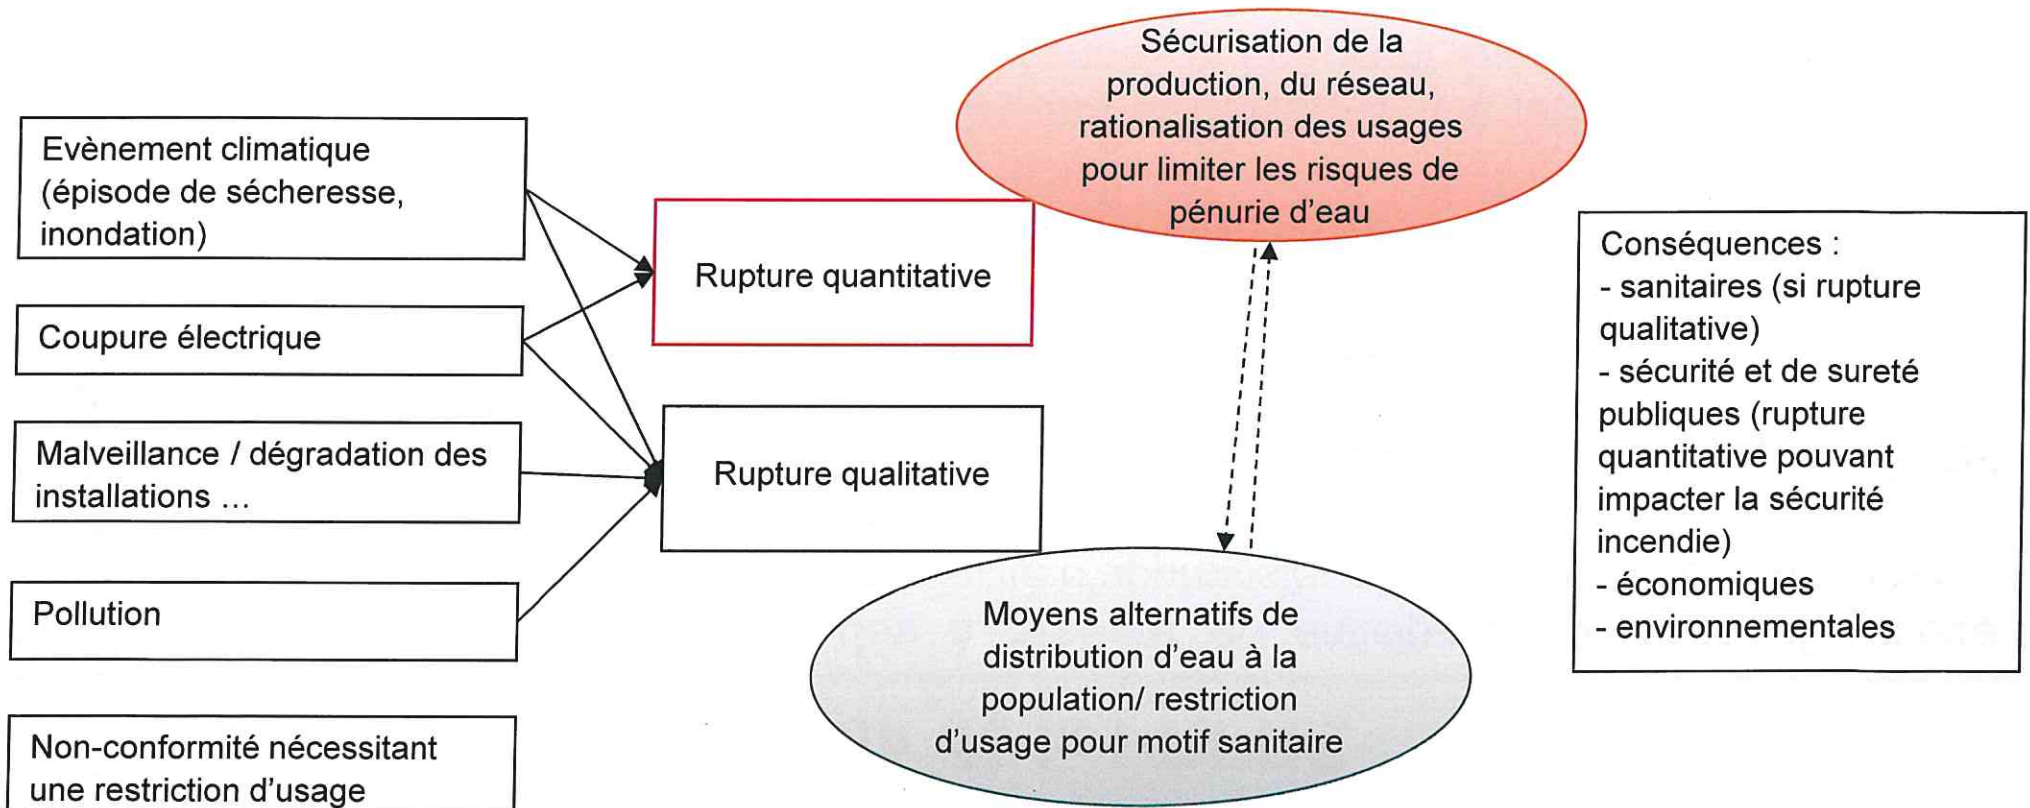 Sécurisation de la
production, du réseau,
rationalisation des usages
pour limiter les risques de
pénurie d'eau
Evènement climatique
(épisode de sécheresse,
inondation)
Coupure électrique
Malveillance / dégradation des
installations ...
Pollution
Non-conformité nécessitant
une restriction d'usage
Rupture quantitative
Rupture qualitative
Moyens alternatifs de
distribution d'eau à la
population/ restriction
d'usage pour motif sanitaire
Conséquences :
- sanitaires (si rupture
qualitative)
- sécurité et de sureté
publiques (rupture
quantitative pouvant
impacter la sécurité
incendie)
- économiques
- environnementales